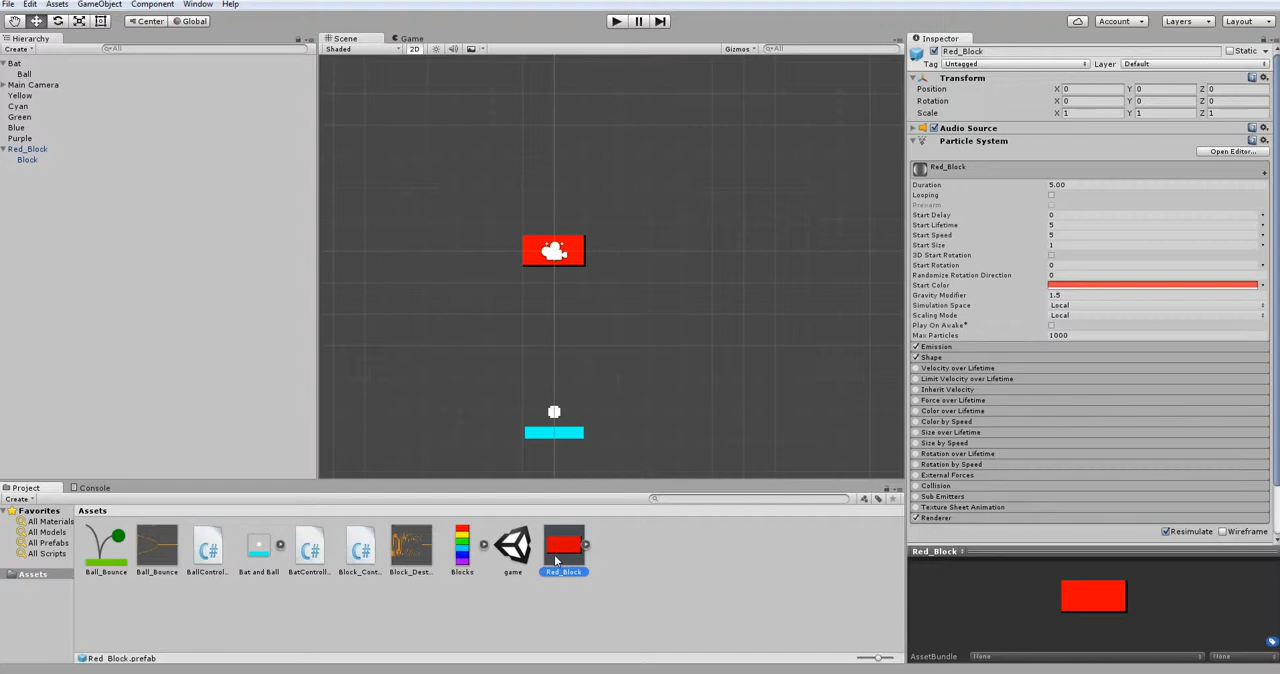 File Edit Assets GameObject Component Window Help
Center Global Account Layers Layout
Hierarchy
Create All
Bat
Ball
Main Camera
Yellow
Cyan
Green
Blue
Purple
Red_Block
Block
Scene Game
Shaded 2D Gizmos All
Inspector
Red_Block Static
Tag Untagged Layer Default
Transform
Position X 0 Y 0 Z 0
Rotation X 0 Y 0 Z 0
Scale X 1 Y 1 Z 1
Audio Source
Particle System
Open Editor...
Red_Block
Duration 5.00
Looping
Prewarm
Start Delay 0
Start Lifetime 5
Start Speed 5
Start Size 1
3D Start Rotation
Start Rotation 0
Randomize Rotation Direction 0
Start Color
Gravity Modifier 1.5
Simulation Space Local
Scaling Mode Local
Play On Awake*
Max Particles 1000
Emission
Shape
Velocity over Lifetime
Limit Velocity over Lifetime
Inherit Velocity
Force over Lifetime
Color over Lifetime
Color by Speed
Size over Lifetime
Size by Speed
Rotation over Lifetime
Rotation by Speed
External Forces
Collision
Sub Emitters
Texture Sheet Animation
Renderer
Resimulate Wireframe
Red_Block
AssetBundle None None
Project Console
Create
Favorites
All Materials
All Models
All Prefabs
All Scripts
Assets
Assets
Ball_Bounce Ball_Bounce BallControl... Bat and Ball BatControll... Block_Cont... Block_Dest... Blocks game Red_Block
Red_Block.prefab